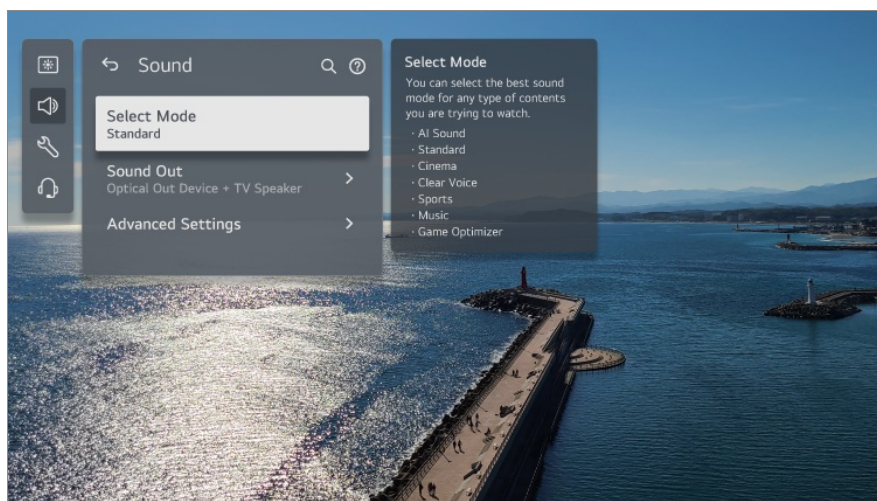 Sound
Select Mode
Standard
Sound Out
Optical Out Device + TV Speaker
Advanced Settings
Select Mode
You can select the best sound
mode for any type of contents
you are trying to watch.
· AI Sound
· Standard
· Cinema
· Clear Voice
· Sports
· Music
· Game Optimizer